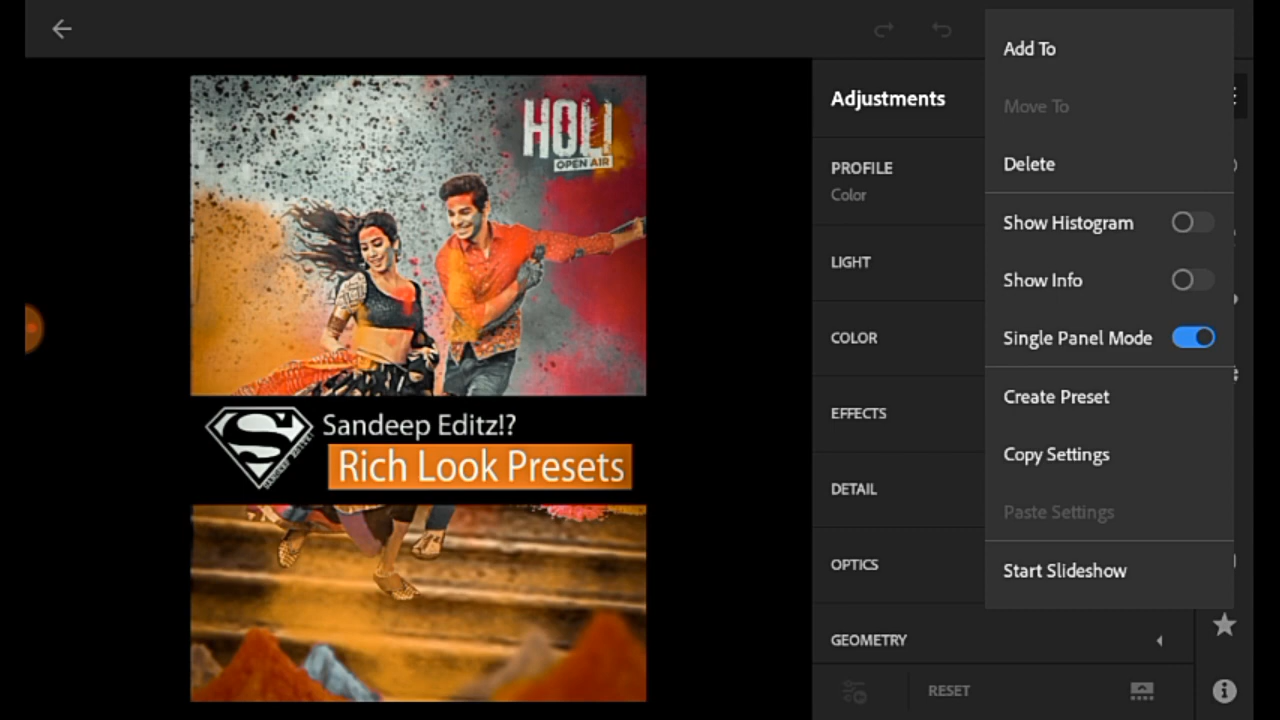 HOLI
OPEN AIR
Sandeep Editz!?
Rich Look Presets
Adjustments
PROFILE
Color
LIGHT
COLOR
EFFECTS
DETAIL
OPTICS
GEOMETRY
RESET
Add To
Move To
Delete
Show Histogram
Show Info
Single Panel Mode
Create Preset
Copy Settings
Paste Settings
Start Slideshow